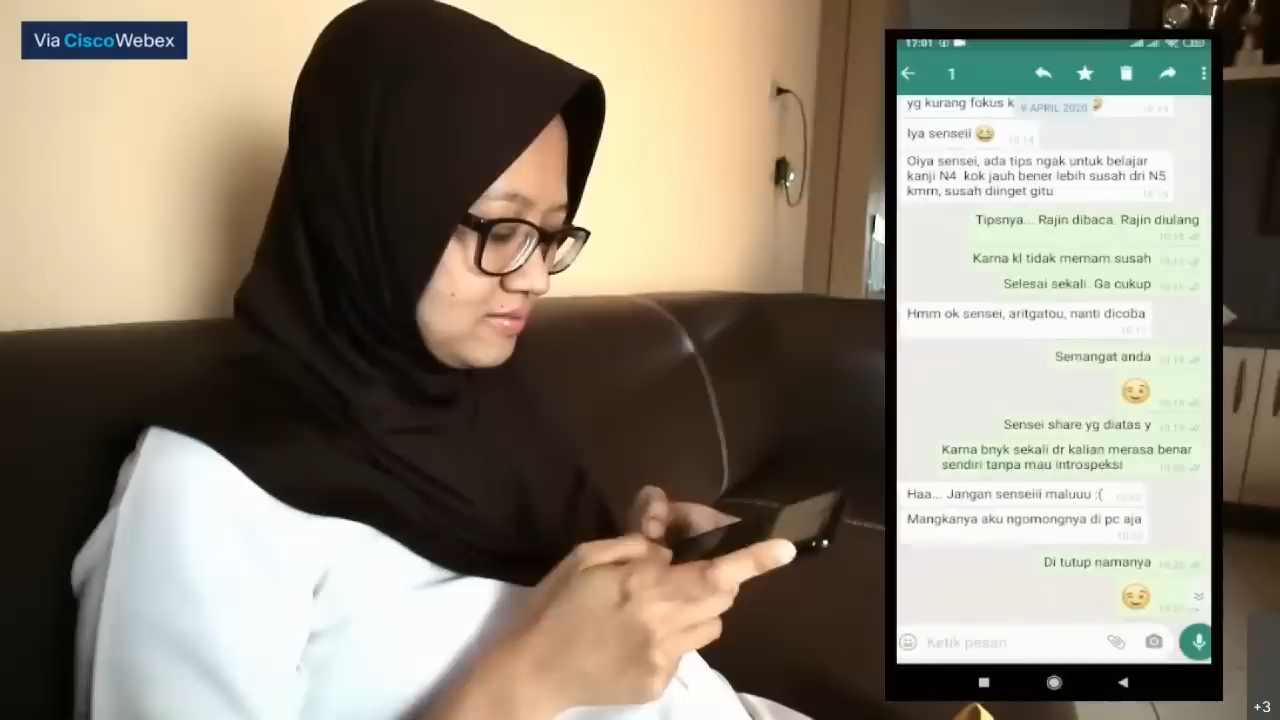 Via CiscoWebex
17:01
1
yg kurang fokus k
9 APRIL 2020
Iya senseii
10:14
Oiya sensei, ada tips ngak untuk belajar
kanji N4 kok jauh bener lebih susah dri N5
kmrn, susah diinget gitu
Tipsnya... Rajin dibaca. Rajin diulang
Karna kl tidak memam susah
Selesai sekali. Ga cukup
Hmm ok sensei, aritgatou, nanti dicoba
Semangat anda
Sensei share yg diatas y
Karna bnyk sekali dr kalian merasa benar
sendiri tanpa mau introspeksi
Haa... Jangan senseiii maluuu :(
Mangkanya aku ngomongnya di pc aja
Di tutup namanya
Ketik pesan
+3